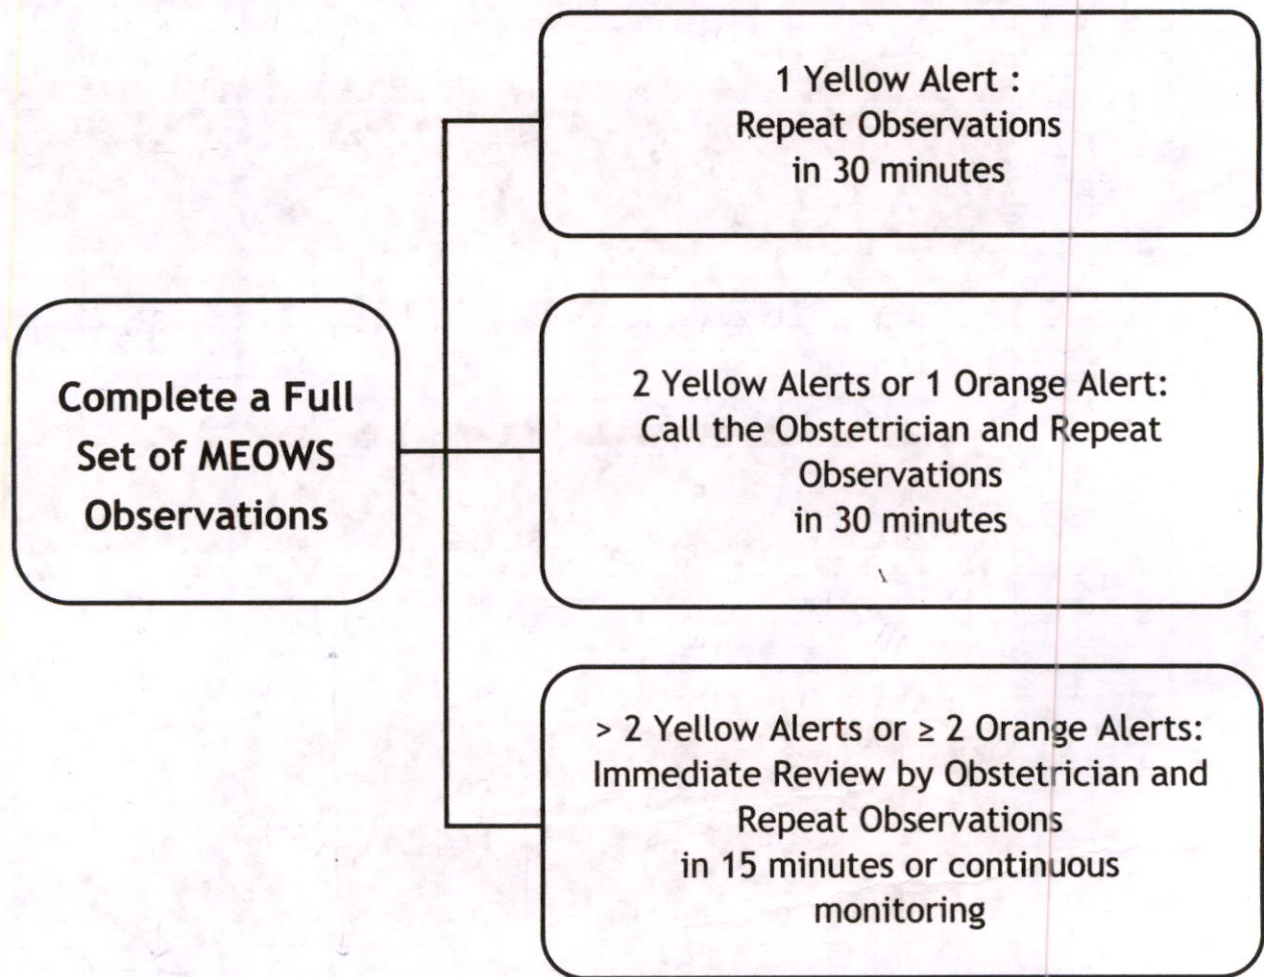 1 Yellow Alert :
Repeat Observations
in 30 minutes
Complete a Full
Set of MEOWS
Observations
2 Yellow Alerts or 1 Orange Alert:
Call the Obstetrician and Repeat
Observations
in 30 minutes
> 2 Yellow Alerts or ≥ 2 Orange Alerts:
Immediate Review by Obstetrician and
Repeat Observations
in 15 minutes or continuous
monitoring